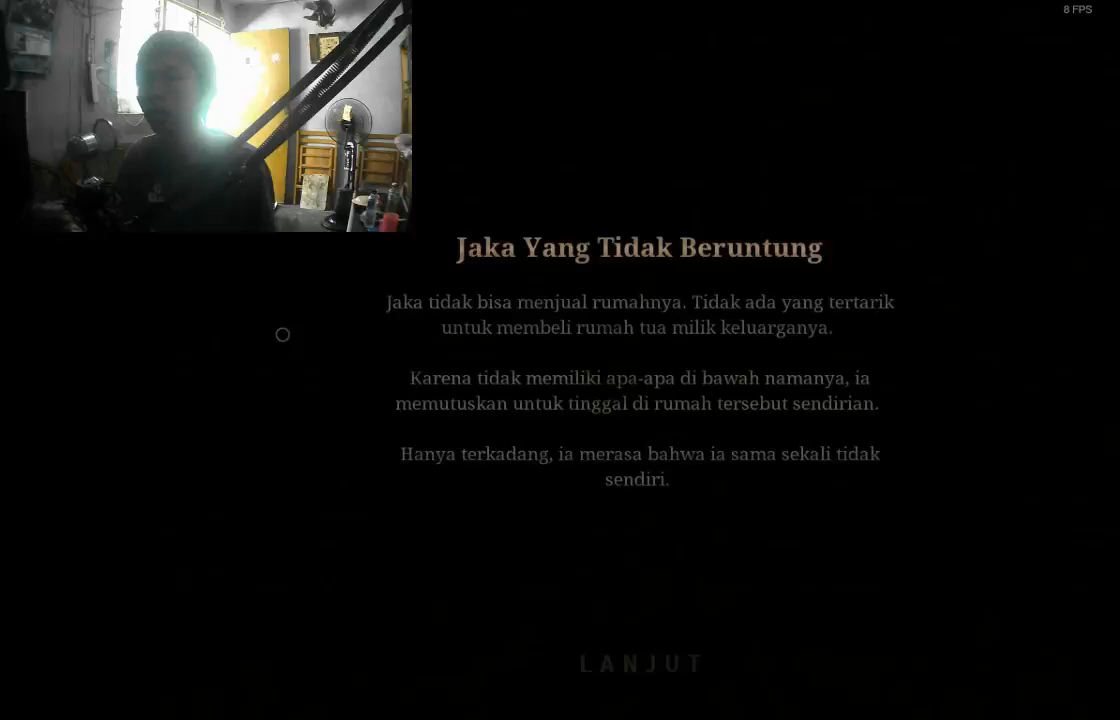 8 FPS
Jaka Yang Tidak Beruntung
Jaka tidak bisa menjual rumahnya. Tidak ada yang tertarik
untuk membeli rumah tua milik keluarganya.
Karena tidak memiliki apa-apa di bawah namanya, ia
memutuskan untuk tinggal di rumah tersebut sendirian.
Hanya terkadang, ia merasa bahwa ia sama sekali tidak
sendiri.
LANJUT